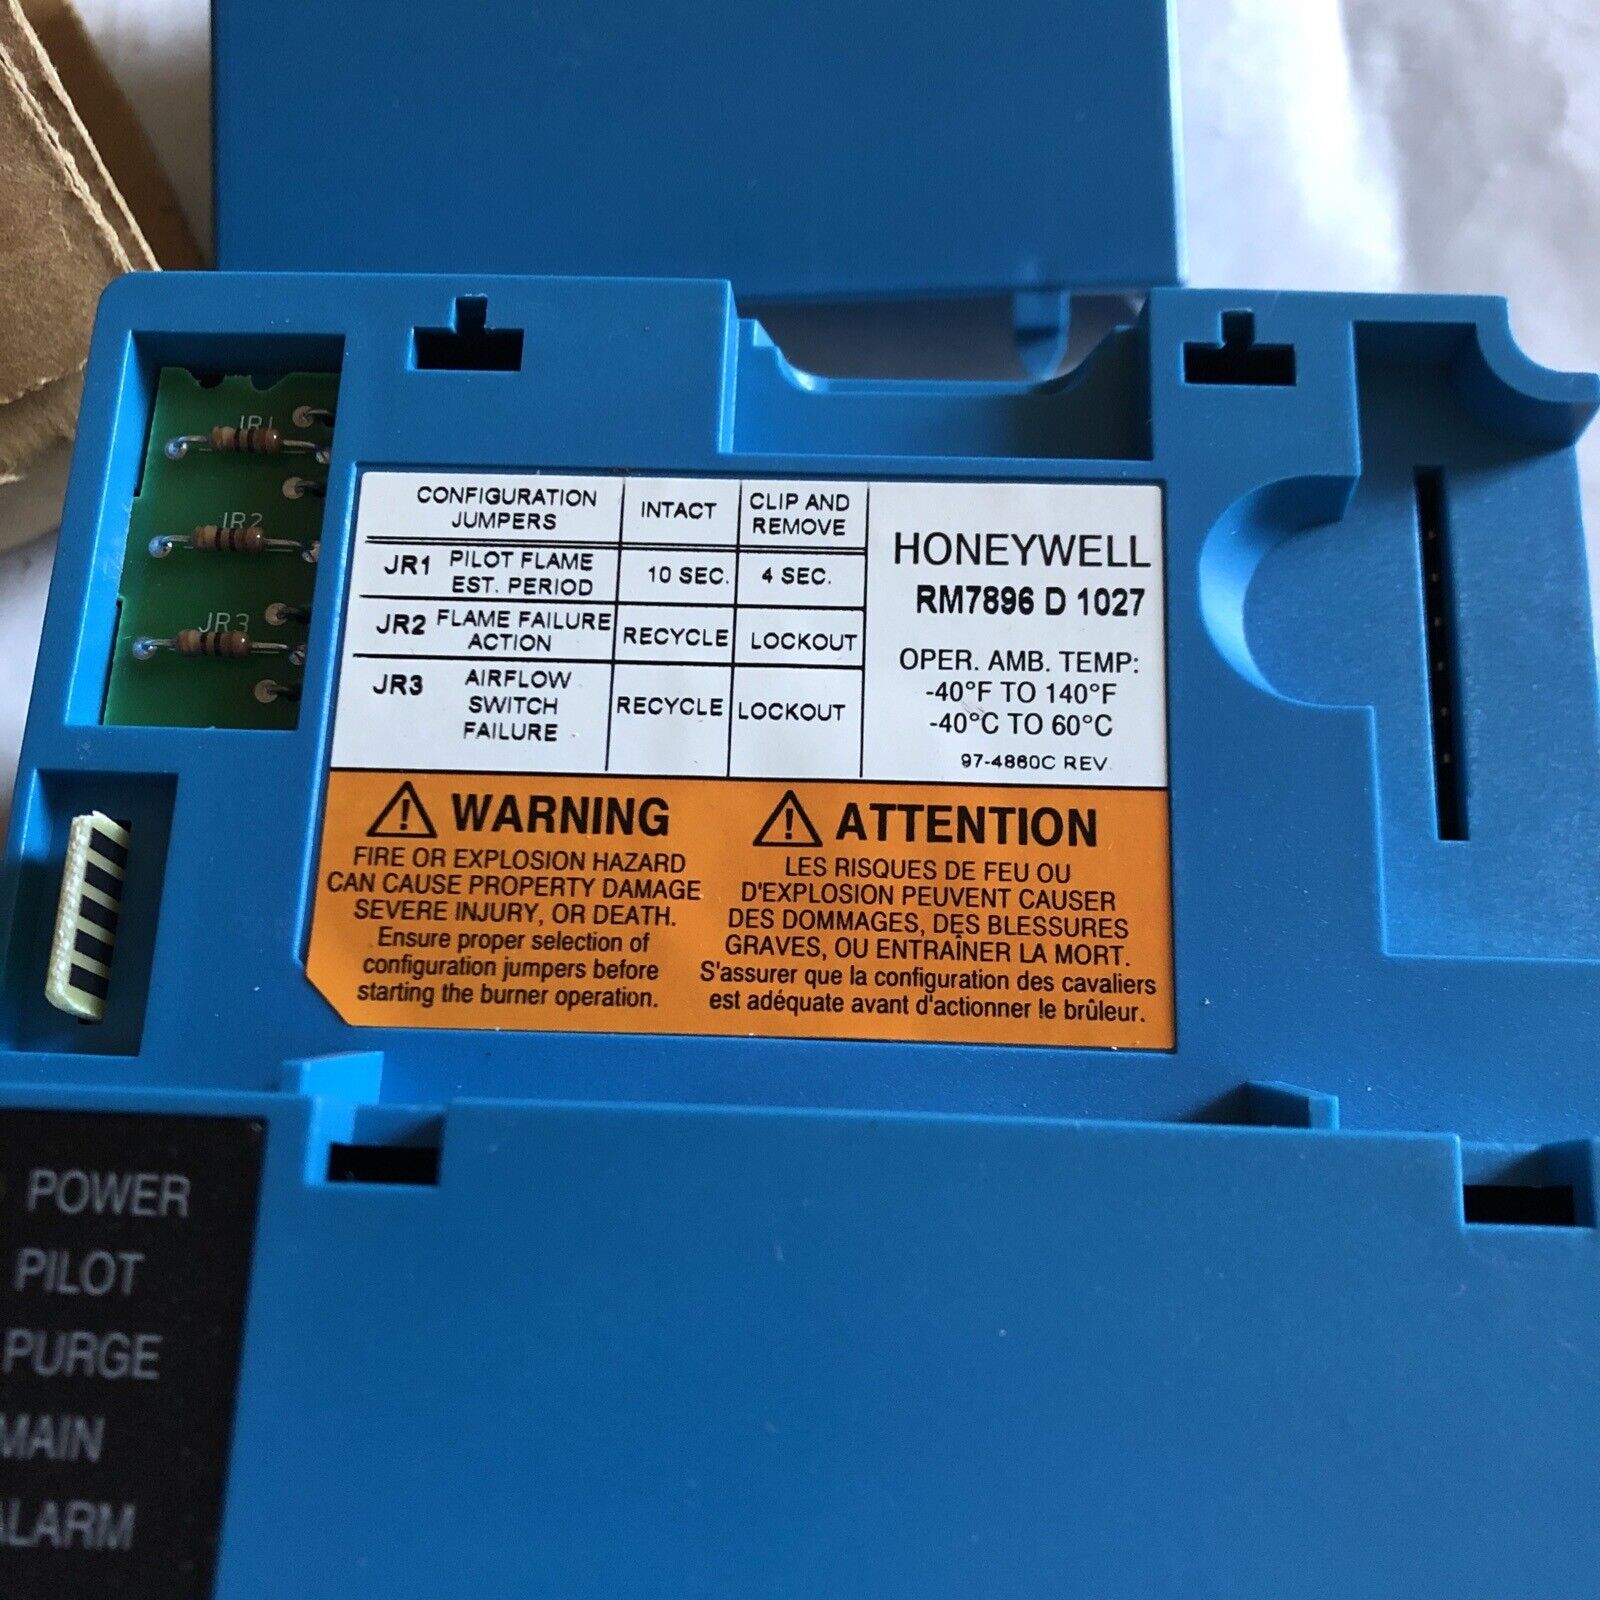 JR1
JR2
JR3
CONFIGURATION JUMPERS INTACT CLIP AND REMOVE
JR1 PILOT FLAME EST. PERIOD 10 SEC. 4 SEC.
JR2 FLAME FAILURE ACTION RECYCLE LOCKOUT
JR3 AIRFLOW SWITCH FAILURE RECYCLE LOCKOUT
HONEYWELL
RM7896 D 1027
OPER. AMB. TEMP:
-40°F TO 140°F
-40°C TO 60°C
97-4860C REV.
WARNING
FIRE OR EXPLOSION HAZARD
CAN CAUSE PROPERTY DAMAGE
SEVERE INJURY, OR DEATH.
Ensure proper selection of
configuration jumpers before
starting the burner operation.
ATTENTION
LES RISQUES DE FEU OU
D'EXPLOSION PEUVENT CAUSER
DES DOMMAGES, DES BLESSURES
GRAVES, OU ENTRAÎNER LA MORT.
S'assurer que la configuration des cavaliers
est adéquate avant d'actionner le brûleur.
POWER
PILOT
PURGE
MAIN
ALARM